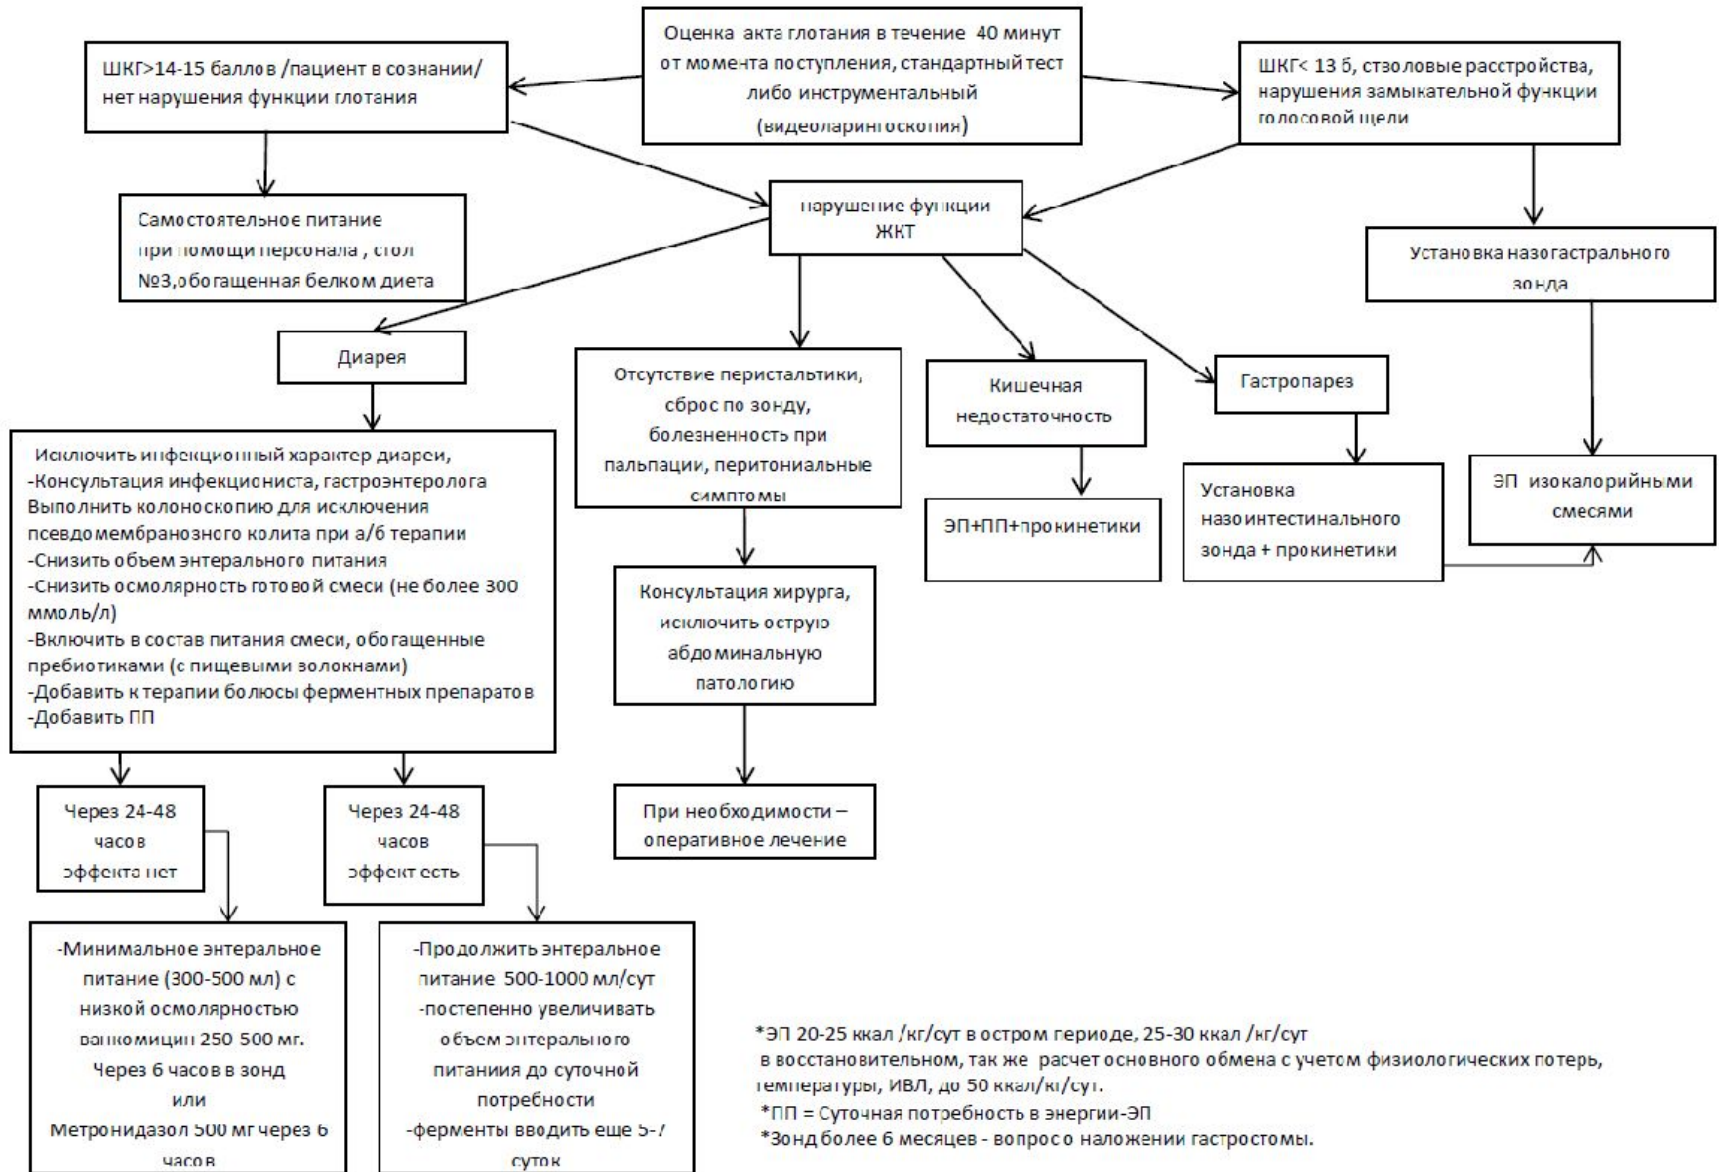 Оценка акта глотания в течение 40 минут
от момента поступления, стандартный тест
либо инструментальный
(видеоларингоскопия)
ШКГ>14-15 баллов /пациент в сознании/
нет нарушения функции глотания
ШКГ< 13 б, стволовые расстройства,
нарушения замыкательной функции
голосовой щели
Самостоятельное питание
при помощи персонала , стол
№3,обогащенная белком диета
нарушение функции
ЖКТ
Установка назогастрального
зонда
Диарея
Отсутствие перистальтики,
сброс по зонду,
болезненность при
пальпации, перитониальные
симптомы
Кишечная
недостаточность
Гастропарез
Исключить инфекционный характер диареи,
-Консультация инфекциониста, гастроэнтеролога
Выполнить колоноскопию для исключения
псевдомембранозного колита при а/б терапии
-Снизить объем энтерального питания
-Снизить осмолярность готовой смеси (не более 300
ммоль/л)
-Включить в состав питания смеси, обогащенные
пребиотиками (с пищевыми волокнами)
-Добавить к терапии болюсы ферментных препаратов
-Добавить ПП
ЭП+ПП+прокинетики
Установка
назоинтестинального
зонда + прокинетики
ЭП изокалорийными
смесями
Консультация хирурга,
исключить острую
абдоминальную
патологию
При необходимости –
оперативное лечение
Через 24-48
часов
эффекта нет
Через 24-48
часов
эффект есть
-Минимальное энтеральное
питание (300-500 мл) с
низкой осмолярностью
ванкомицин 250-500 мг.
Через 6 часов в зонд
или
Метронидазол 500 мг через 6
часов
-Продолжить энтеральное
питание 500-1000 мл/сут
-постепенно увеличивать
объем энтерального
питаниия до суточной
потребности
-ферменты вводить еще 5-7
суток
*ЭП 20-25 ккал /кг/сут в остром периоде, 25-30 ккал /кг/сут
в восстановительном, так же расчет основного обмена с учетом физиологических потерь,
температуры, ИВЛ, до 50 ккал/кг/сут.
*ПП = Суточная потребность в энергии-ЭП
*Зонд более 6 месяцев - вопрос о наложении гастростомы.